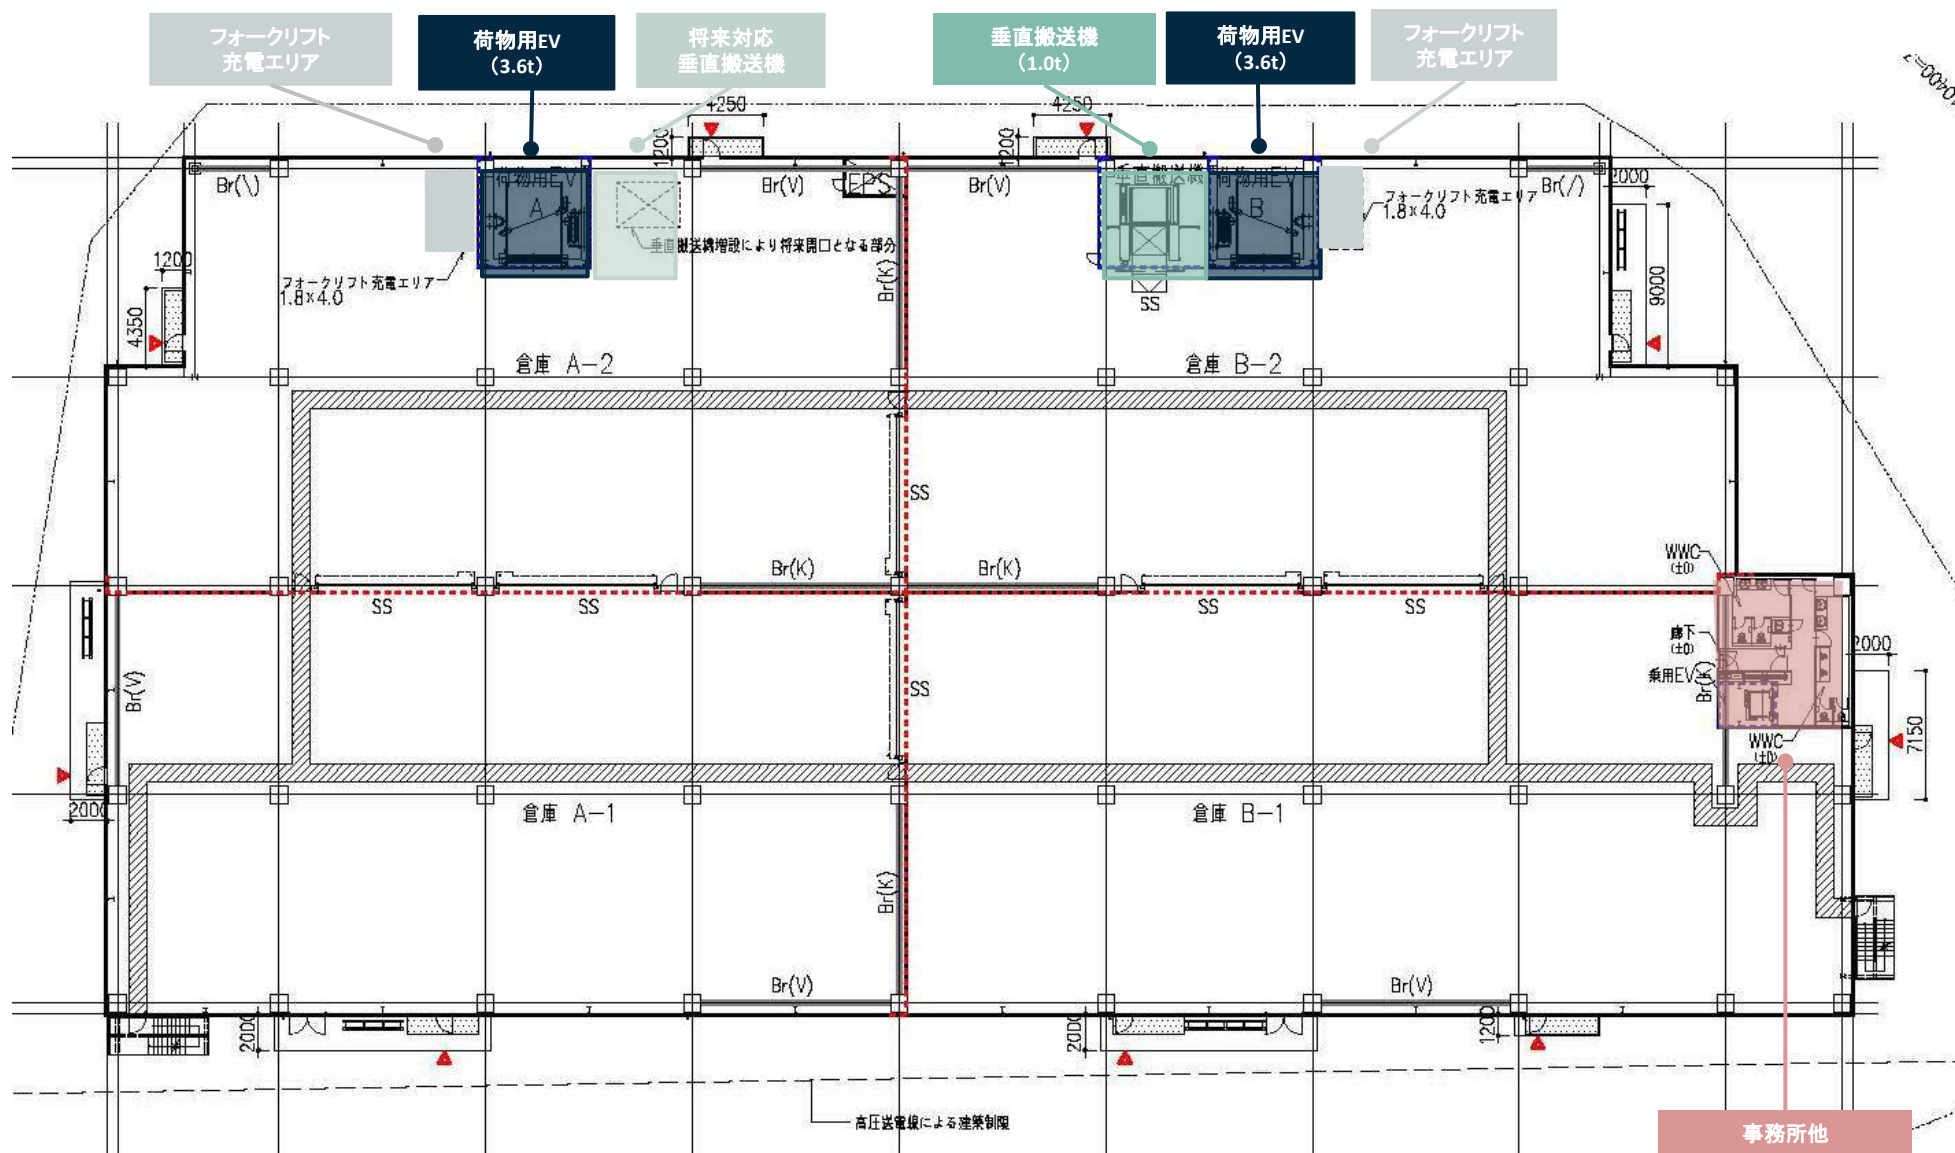 フォークリフト
充電エリア
荷物用EV
（3.6t）
将来対応
垂直搬送機
垂直搬送機
（1.0t）
荷物用EV
（3.6t）
フォークリフト
充電エリア
4250
4250
1200
1200
Br(\)
荷物用EV
A
Br(V)
EPS
Br(V)
垂直搬送機
荷物用EV
B
Br(/)
2000
フォークリフト充電エリア
1.8×4.0
垂直搬送機増設により将来開口となる部分
1200
フォークリフト充電エリア
1.8×4.0
Br(K)
SS
9000
4350
倉庫 A-2
倉庫 B-2
SS
WWC
(±0)
Br(K)
Br(K)
SS
SS
SS
SS
廊下
(±0)
2000
乗用EV
Br(K)
Br(V)
SS
WWC
(±0)
7150
2000
倉庫 A-1
倉庫 B-1
Br(K)
Br(V)
Br(V)
2000
2000
1200
高圧送電線による建築制限
事務所他